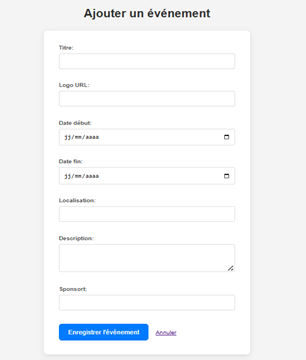 Ajouter un événement
Titre:
Logo URL:
Date début:
jj/mm/aaaa
Date fin:
jj/mm/aaaa
Localisation:
Description:
Sponsort:
Enregistrer l'événement Annuler